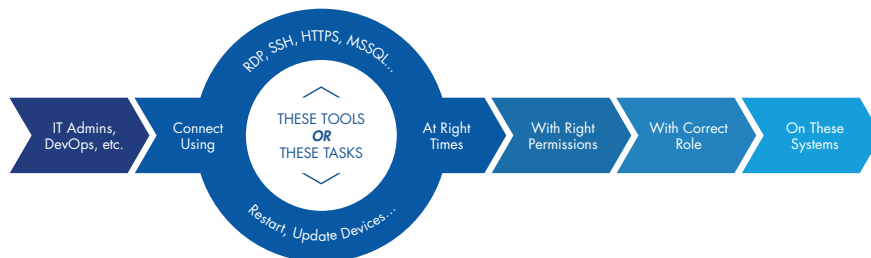 IT Admins,
DevOps, etc.
Connect
Using
RDP, SSH, HTTPS, MSSQL...
THESE TOOLS
OR
THESE TASKS
Restart, Update Devices...
At Right
Times
With Right
Permissions
With Correct
Role
On These
Systems